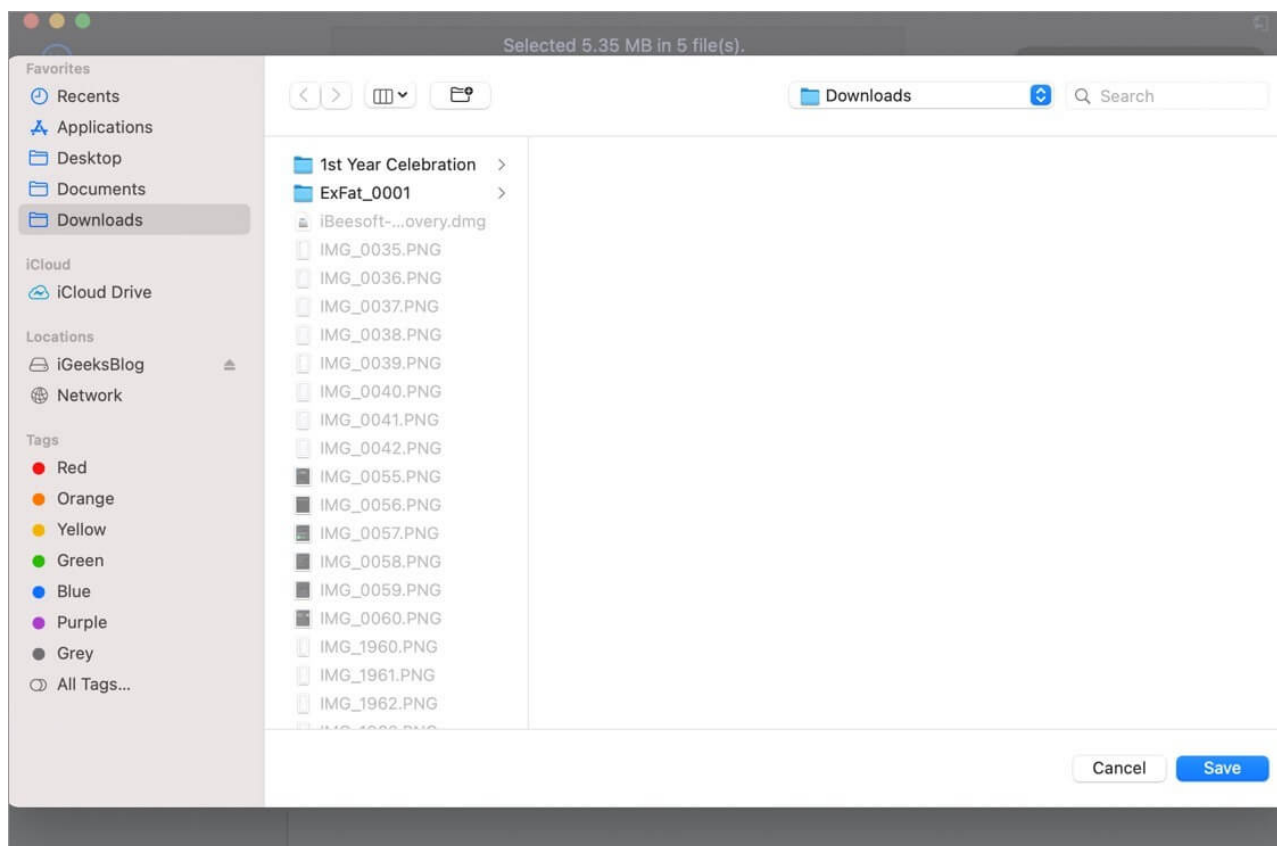 Selected 5.35 MB in 5 file(s).
Favorites
Recents
Applications
Desktop
Documents
Downloads
iCloud
iCloud Drive
Locations
iGeeksBlog
Network
Tags
Red
Orange
Yellow
Green
Blue
Purple
Grey
All Tags...
Downloads
Search
1st Year Celebration
ExFat_0001
iBeesoft-...overy.dmg
IMG_0035.PNG
IMG_0036.PNG
IMG_0037.PNG
IMG_0038.PNG
IMG_0039.PNG
IMG_0040.PNG
IMG_0041.PNG
IMG_0042.PNG
IMG_0055.PNG
IMG_0056.PNG
IMG_0057.PNG
IMG_0058.PNG
IMG_0059.PNG
IMG_0060.PNG
IMG_1960.PNG
IMG_1961.PNG
IMG_1962.PNG
Cancel
Save